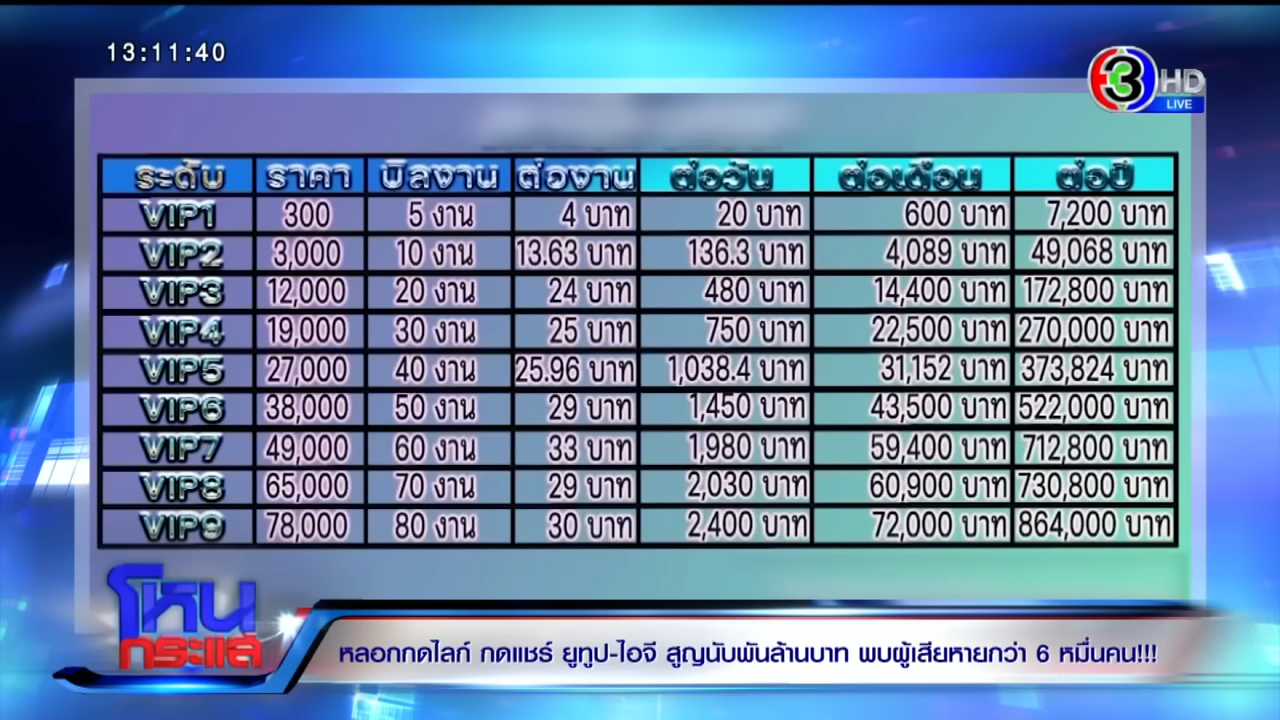 13:11:40
3 HD
LIVE
ระดับ ราคา บิลงาน ต่องาน ต่อวัน ต่อเดือน ต่อปี
VIP1 300 5 งาน 4 บาท 20 บาท 600 บาท 7,200 บาท
VIP2 3,000 10 งาน 13.63 บาท 136.3 บาท 4,089 บาท 49,068 บาท
VIP3 12,000 20 งาน 24 บาท 480 บาท 14,400 บาท 172,800 บาท
VIP4 19,000 30 งาน 25 บาท 750 บาท 22,500 บาท 270,000 บาท
VIP5 27,000 40 งาน 25.96 บาท 1,038.4 บาท 31,152 บาท 373,824 บาท
VIP6 38,000 50 งาน 29 บาท 1,450 บาท 43,500 บาท 522,000 บาท
VIP7 49,000 60 งาน 33 บาท 1,980 บาท 59,400 บาท 712,800 บาท
VIP8 65,000 70 งาน 29 บาท 2,030 บาท 60,900 บาท 730,800 บาท
VIP9 78,000 80 งาน 30 บาท 2,400 บาท 72,000 บาท 864,000 บาท
โหน
กระแส
หลอกกดไลก์ กดแชร์ ยูทูป-ไอจี สูญนับพันล้านบาท พบผู้เสียหายกว่า 6 หมื่นคน!!!